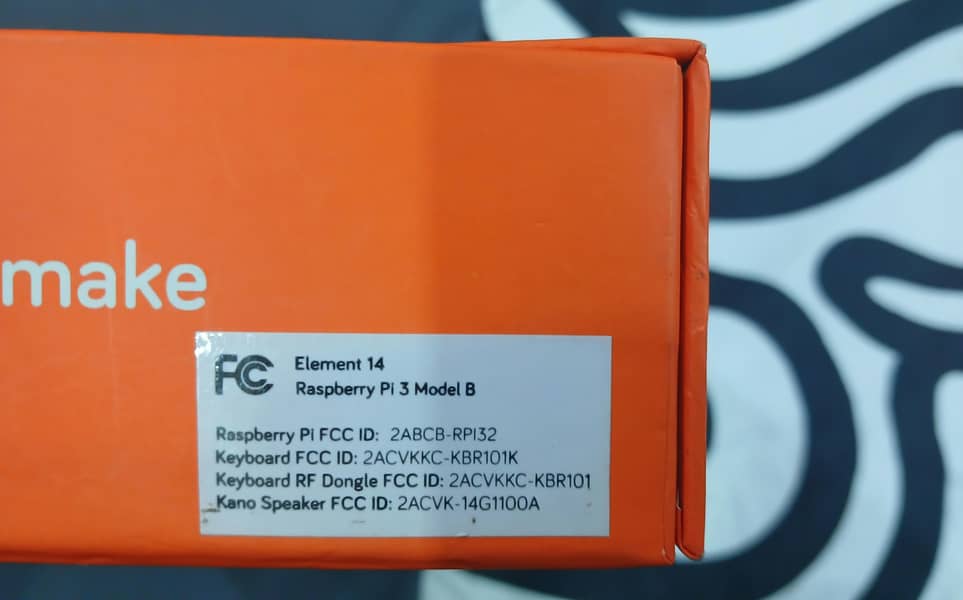 make
FC
Element 14
Raspberry Pi 3 Model B
Raspberry Pi FCC ID: 2ABCB-RPI32
Keyboard FCC ID: 2ACVKKC-KBR101K
Keyboard RF Dongle FCC ID: 2ACVKKC-KBR101
Kano Speaker FCC ID: 2ACVK-14G1100A